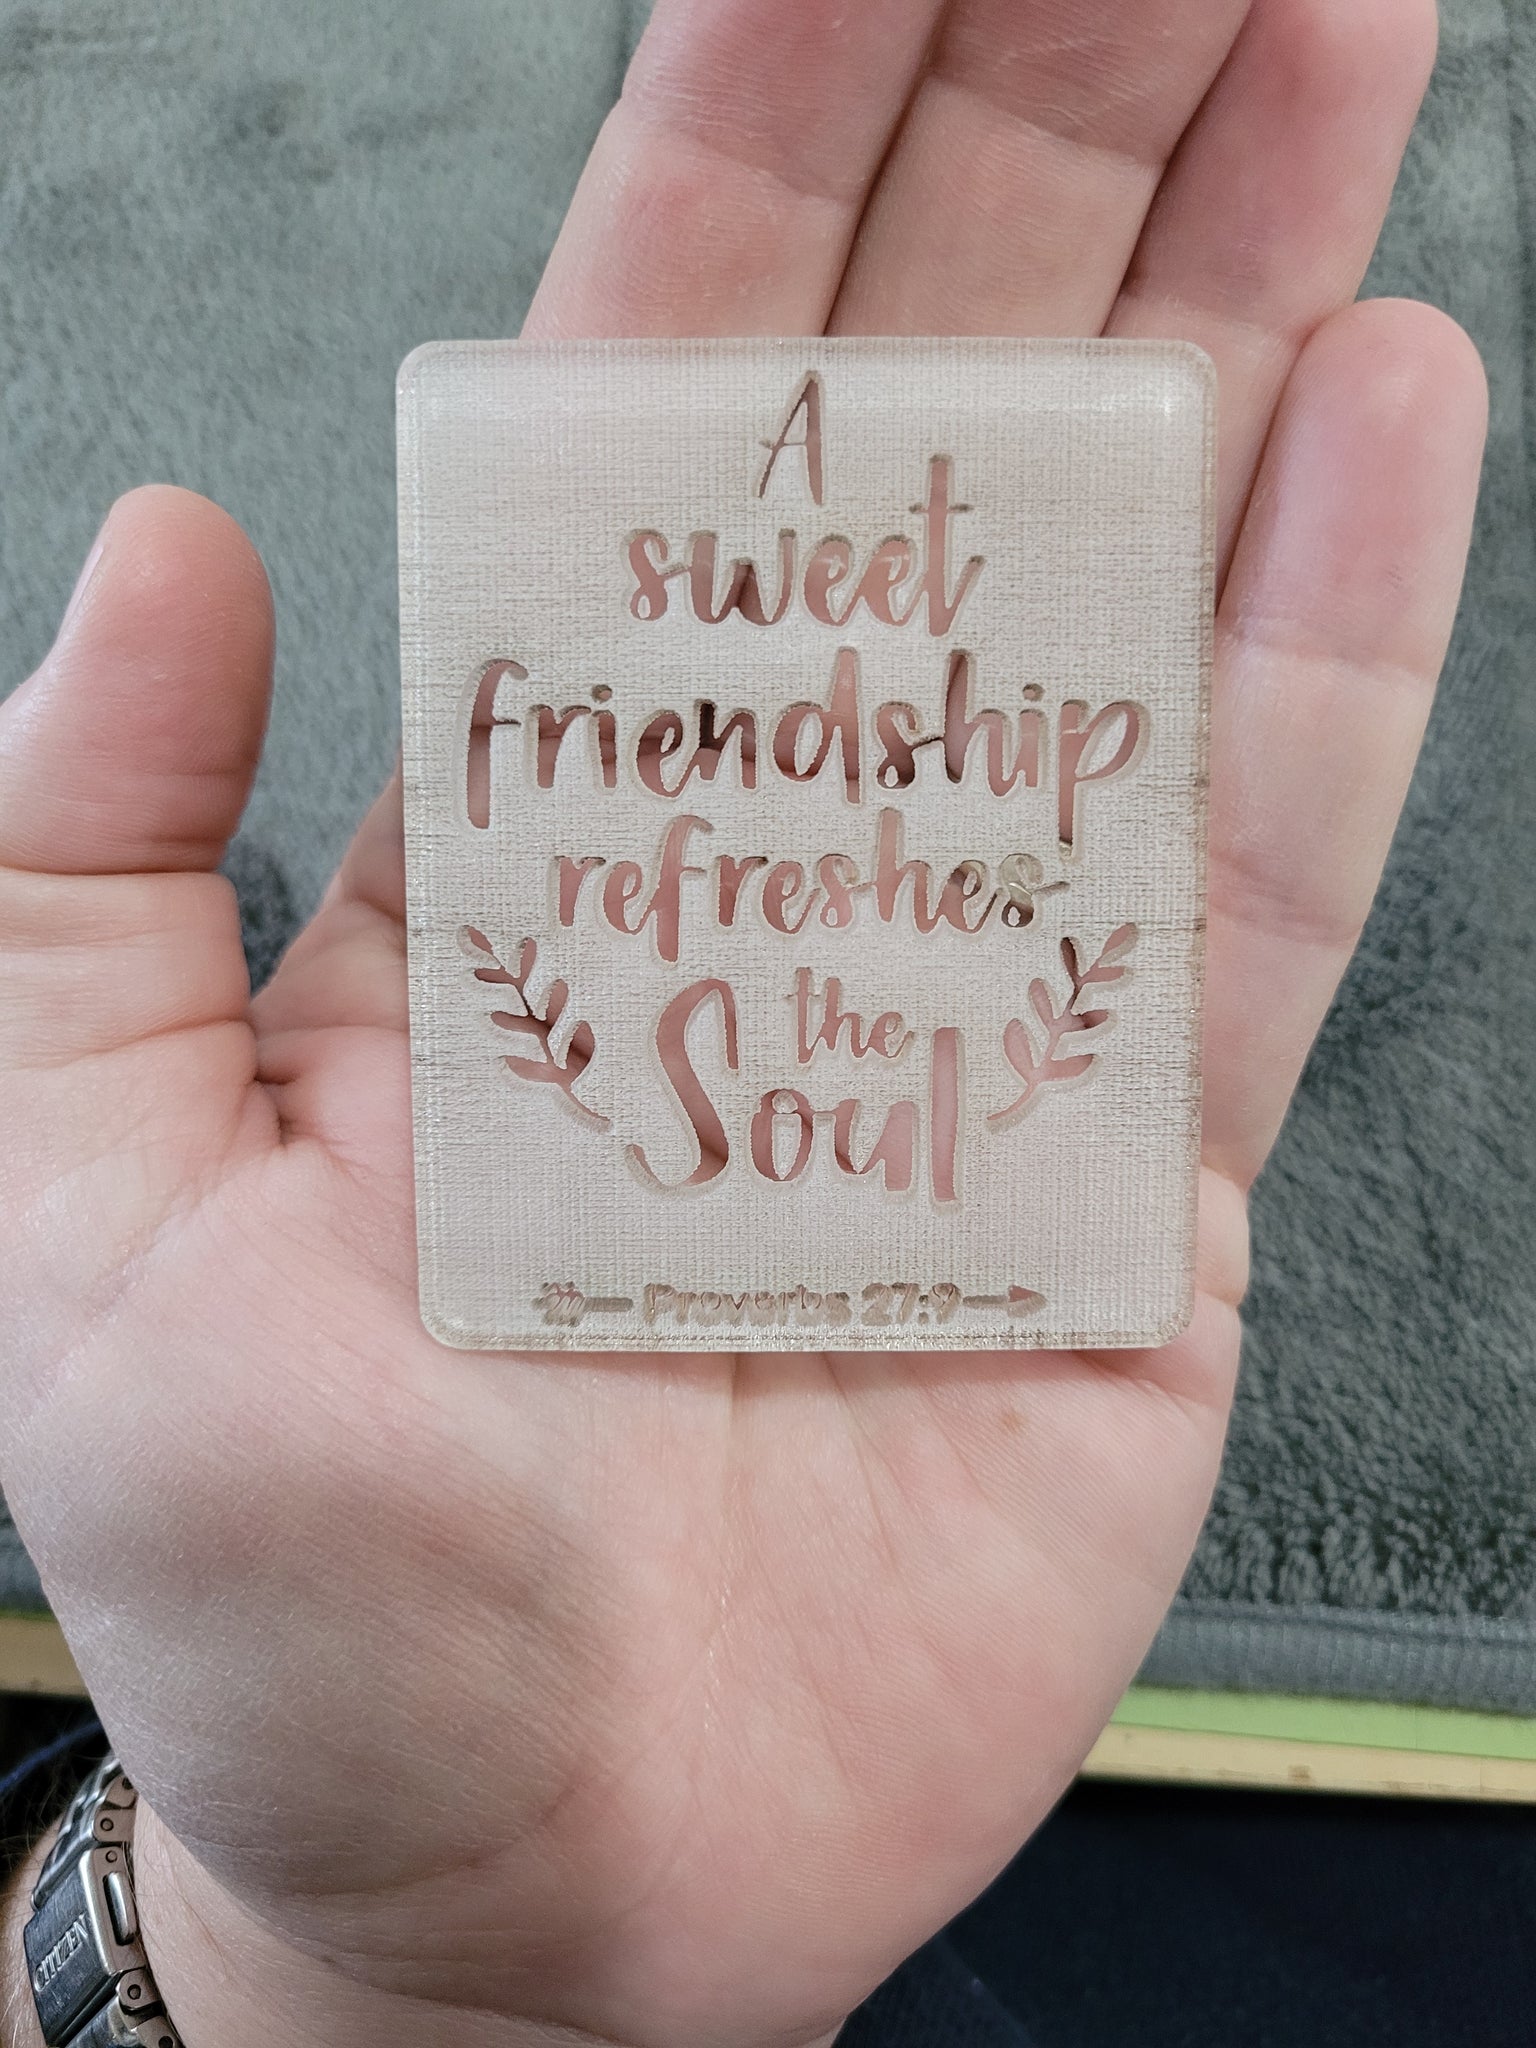 A
sweet
friendship
refreshes
the
Soul
Proverbs 27:9
CITIZEN